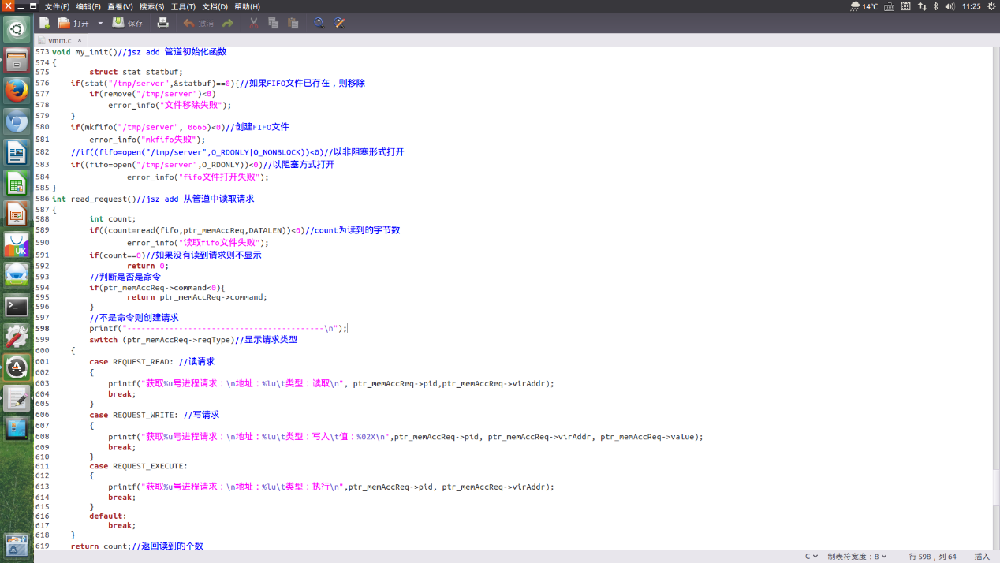 文件(F) 编辑(E) 查看(V) 搜索(S) 工具(T) 文档(D) 帮助(H) 14℃ 11:25
打开 保存 撤消
vmm.c ×
573 void my_init()//jsz add 管道初始化函数
574 {
575 struct stat statbuf;
576 if(stat("/tmp/server",&statbuf)==0){//如果FIFO文件已存在，则移除
577 if(remove("/tmp/server")<0)
578 error_info("文件移除失败");
579 }
580 if(mkfifo("/tmp/server", 0666)<0)//创建FIFO文件
581 error_info("mkfifo失败");
582 //if((fifo=open("/tmp/server",O_RDONLY|O_NONBLOCK))<0)//以非阻塞形式打开
583 if((fifo=open("/tmp/server",O_RDONLY))<0)//以阻塞方式打开
584 error_info("fifo文件打开失败");
585 }
586 int read_request()//jsz add 从管道中读取请求
587 {
588 int count;
589 if((count=read(fifo,ptr_memAccReq,DATALEN))<0)//count为读到的字节数
590 error_info("读取fifo文件失败");
591 if(count==0)//如果没有读到请求则不显示
592 return 0;
593 //判断是否是命令
594 if(ptr_memAccReq->command<0){
595 return ptr_memAccReq->command;
596 }
597 //不是命令则创建请求
598 printf("------------------------------------------\n");
599 switch (ptr_memAccReq->reqType)//显示请求类型
600 {
601 case REQUEST_READ: //读请求
602 {
603 printf("获取%u号进程请求：\n地址：%lu\t类型：读取\n", ptr_memAccReq->pid,ptr_memAccReq->virAddr);
604 break;
605 }
606 case REQUEST_WRITE: //写请求
607 {
608 printf("获取%u号进程请求：\n地址：%lu\t类型：写入\t值：%02X\n",ptr_memAccReq->pid, ptr_memAccReq->virAddr, ptr_memAccReq->value);
609 break;
610 }
611 case REQUEST_EXECUTE:
612 {
613 printf("获取%u号进程请求：\n地址：%lu\t类型：执行\n",ptr_memAccReq->pid, ptr_memAccReq->virAddr);
614 break;
615 }
616 default:
617 break;
618 }
619 return count;//返回读到的个数
UK
C 制表符宽度：8 行 598，列 64 插入